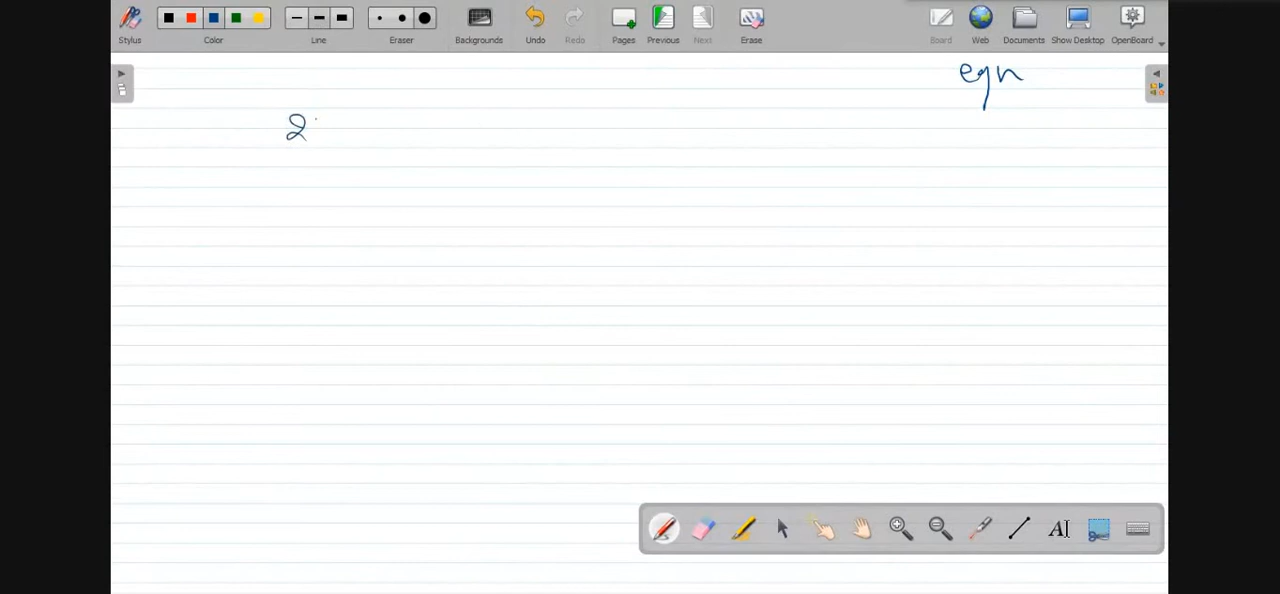 Stylus Color Line Eraser Backgrounds Undo Redo Pages Previous Next Erase Board Web Documents Show Desktop OpenBoard
eqn
2